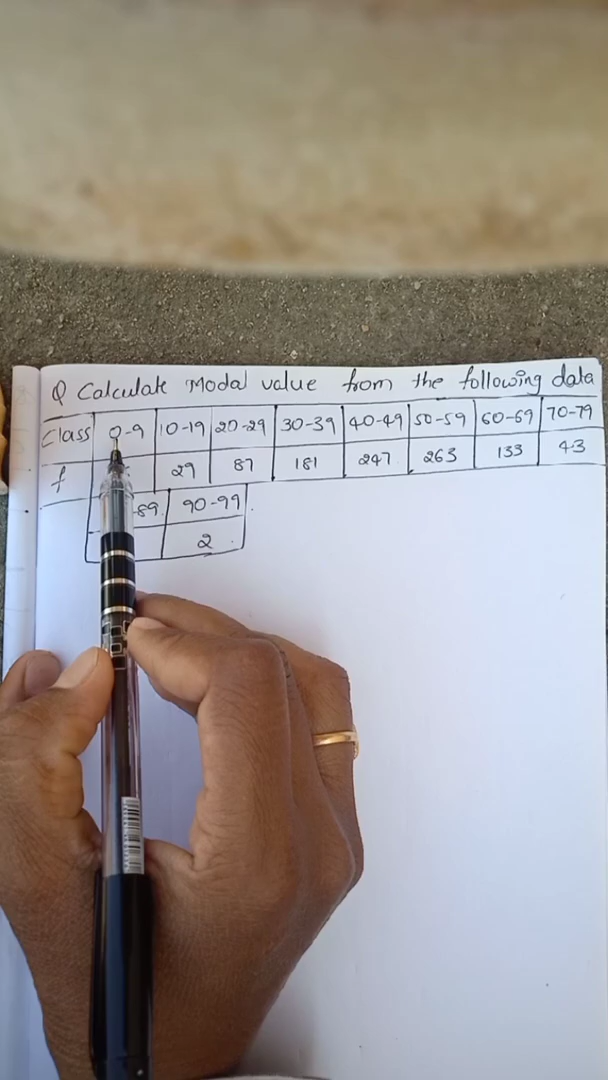 Q Calculate Modal value from the following data
Class 0-9 10-19 20-29 30-39 40-49 50-59 60-69 70-79
f 29 87 181 247 263 133 43
-89 90-99
2